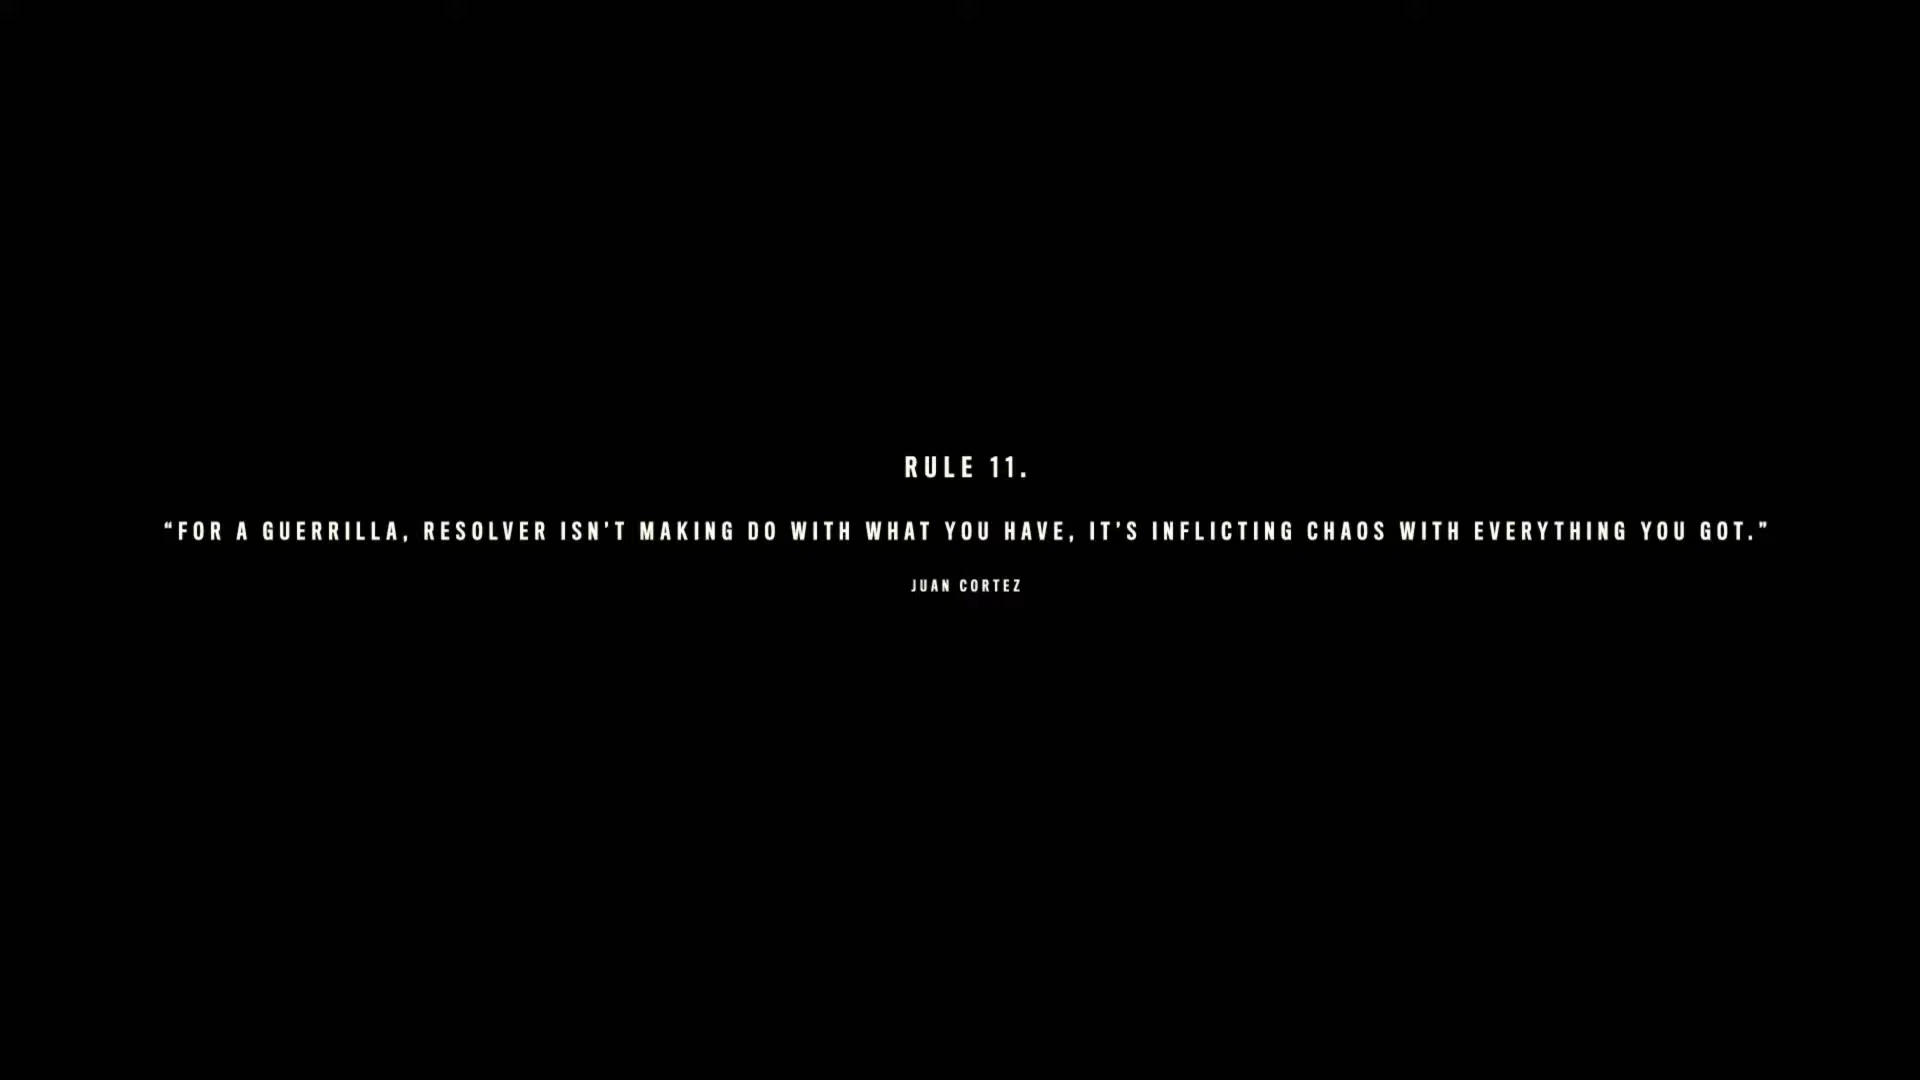 RULE 11.
“FOR A GUERRILLA, RESOLVER ISN’T MAKING DO WITH WHAT YOU HAVE, IT’S INFLICTING CHAOS WITH EVERYTHING YOU GOT.”
JUAN CORTEZ